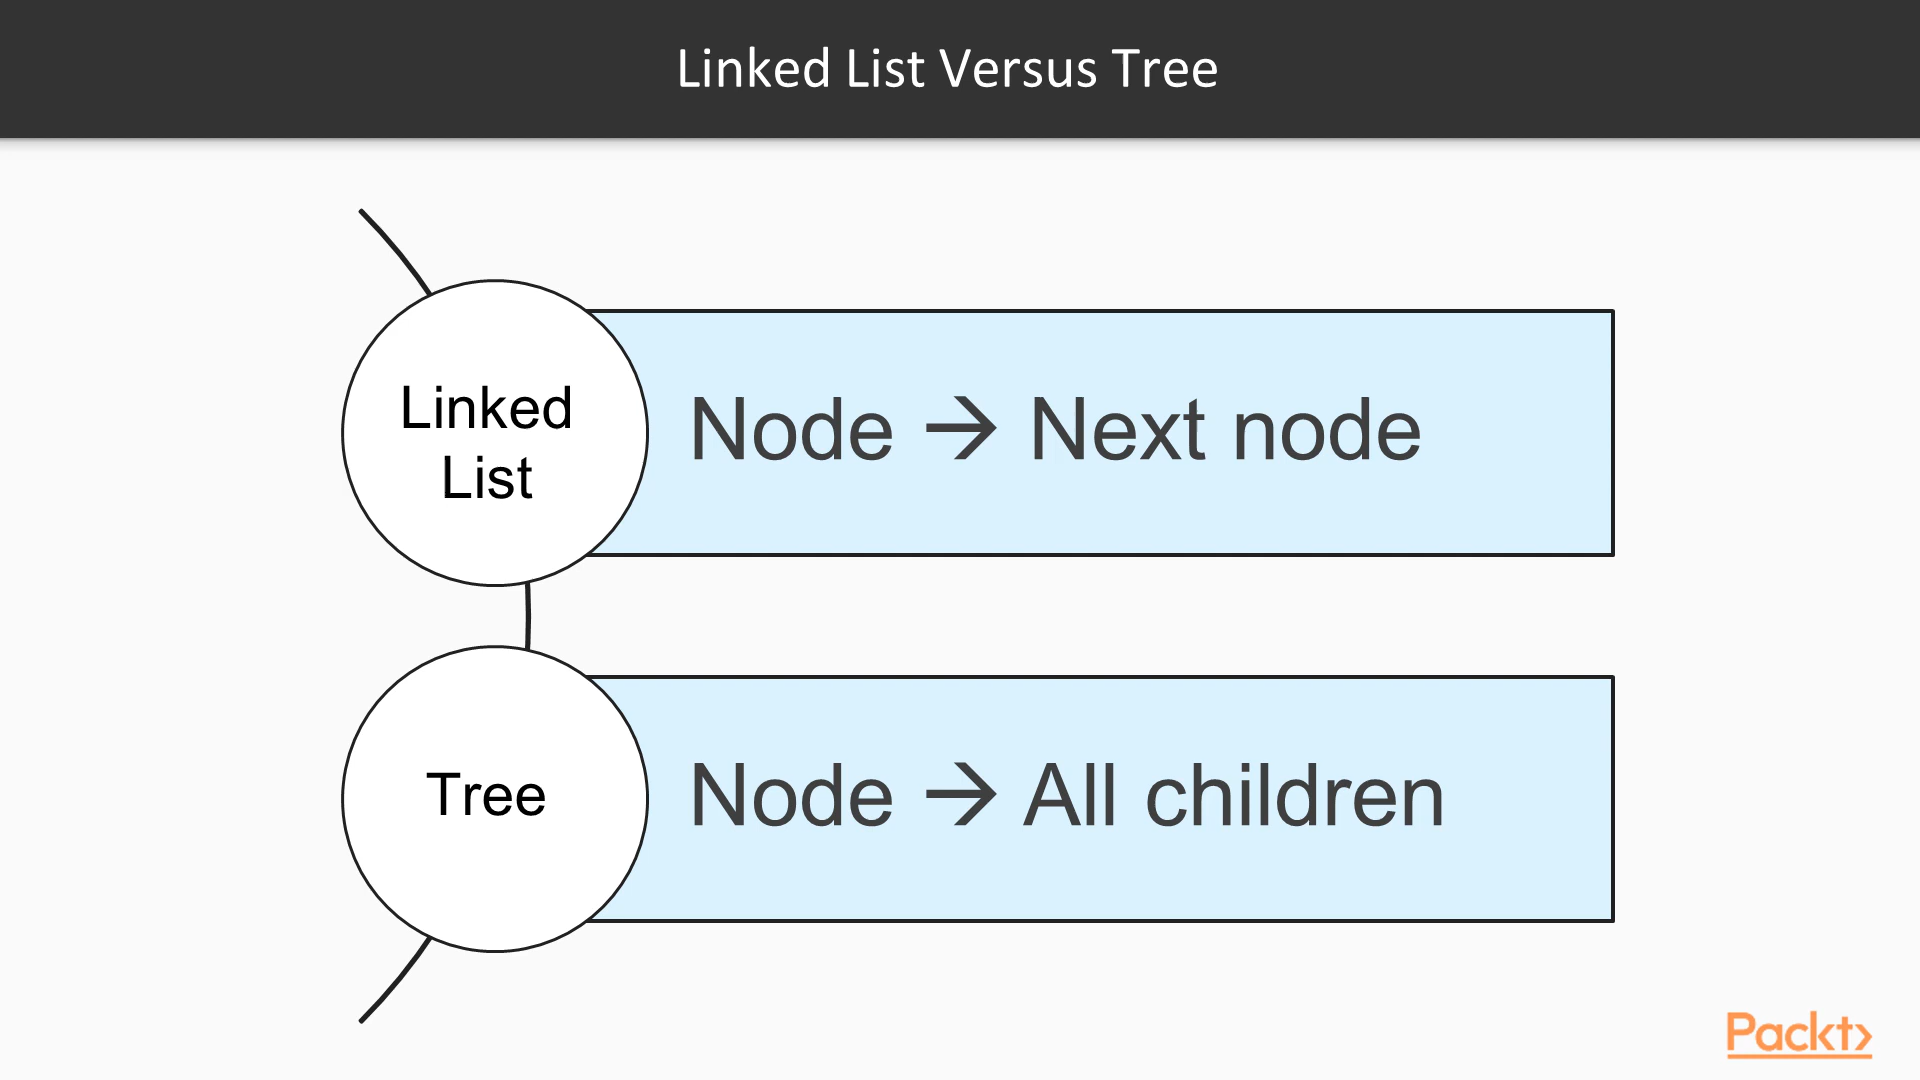 Linked List Versus Tree
Linked
List
Node → Next node
Tree
Node → All children
Packt>